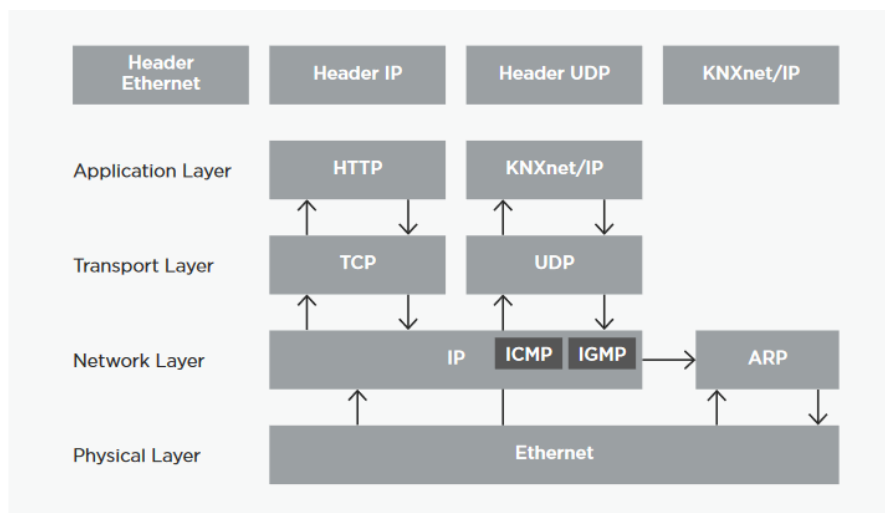 Header
Ethernet
Header IP
Header UDP
KNXnet/IP
Application Layer
HTTP
KNXnet/IP
Transport Layer
TCP
UDP
Network Layer
IP
ICMP
IGMP
ARP
Physical Layer
Ethernet